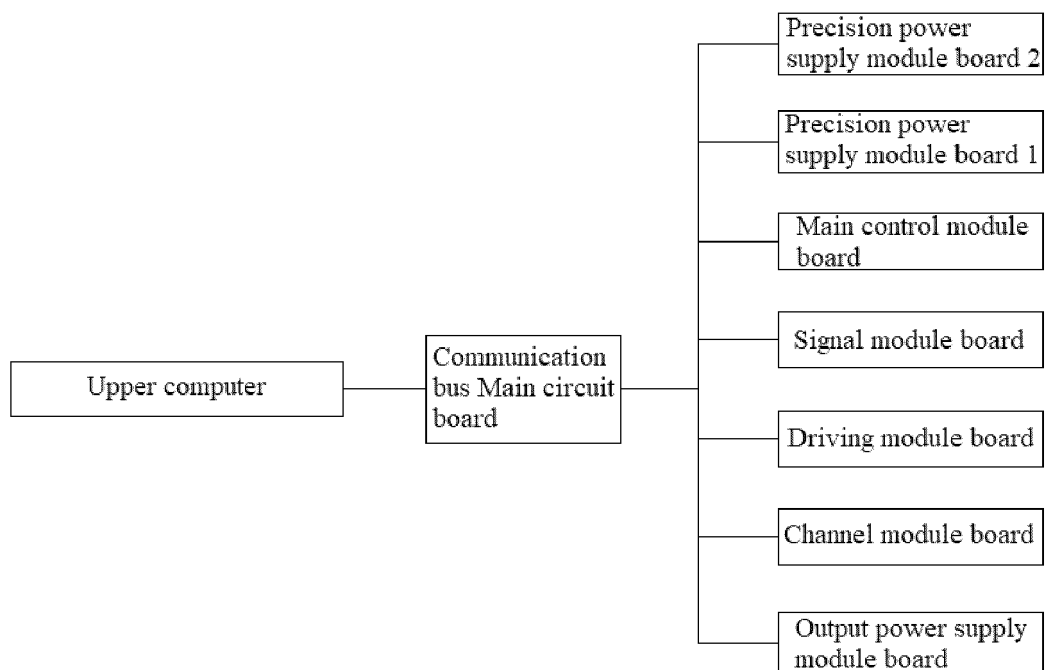 Precision power
supply module board 2
Precision power
supply module board 1
Main control module
board
Signal module board
Upper computer
Communication
bus Main circuit
board
Driving module board
Channel module board
Output power supply
module board